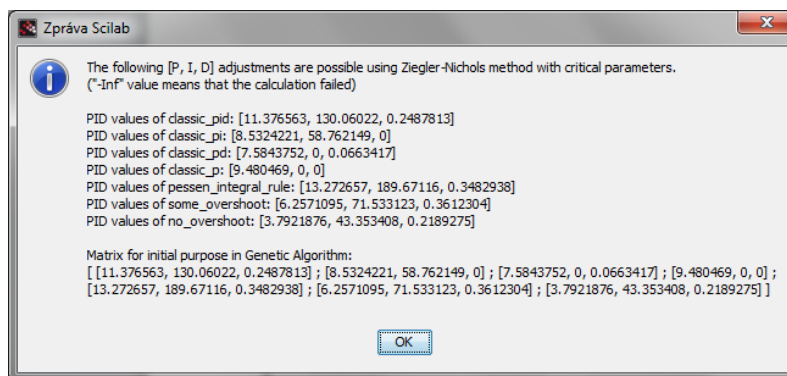 Zpráva Scilab
The following [P, I, D] adjustments are possible using Ziegler-Nichols method with critical parameters.
("-Inf" value means that the calculation failed)
PID values of classic_pid: [11.376563, 130.06022, 0.2487813]
PID values of classic_pi: [8.5324221, 58.762149, 0]
PID values of classic_pd: [7.5843752, 0, 0.0663417]
PID values of classic_p: [9.480469, 0, 0]
PID values of pessen_integral_rule: [13.272657, 189.67116, 0.3482938]
PID values of some_overshoot: [6.2571095, 71.533123, 0.3612304]
PID values of no_overshoot: [3.7921876, 43.353408, 0.2189275]
Matrix for initial purpose in Genetic Algorithm:
[ [11.376563, 130.06022, 0.2487813] ; [8.5324221, 58.762149, 0] ; [7.5843752, 0, 0.0663417] ; [9.480469, 0, 0] ;
[13.272657, 189.67116, 0.3482938] ; [6.2571095, 71.533123, 0.3612304] ; [3.7921876, 43.353408, 0.2189275] ]
OK